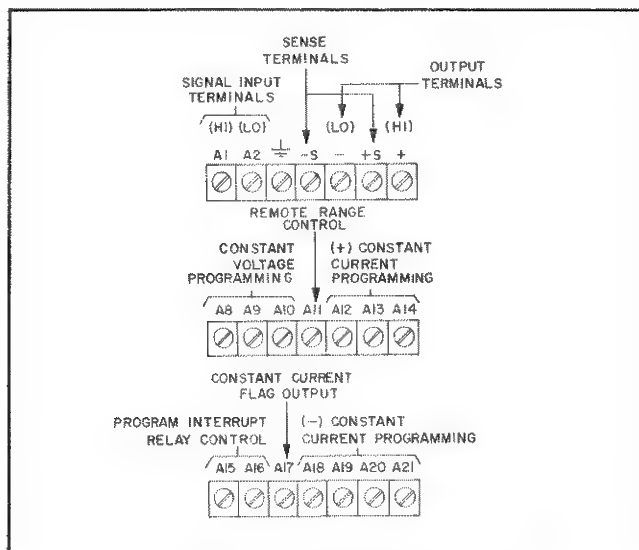 SENSE
TERMINALS
OUTPUT
TERMINALS
SIGNAL INPUT
TERMINALS
(HI) (LO)
(LO)
(HI)
A1 A2 -S - +S +
REMOTE RANGE
CONTROL
CONSTANT
VOLTAGE
PROGRAMMING
(+) CONSTANT
CURRENT
PROGRAMMING
A8 A9 A10 A11 A12 A13 A14
CONSTANT CURRENT
FLAG OUTPUT
PROGRAM INTERRUPT
RELAY CONTROL
(-) CONSTANT
CURRENT PROGRAMMING
A15 A16 A17 A18 A19 A20 A21